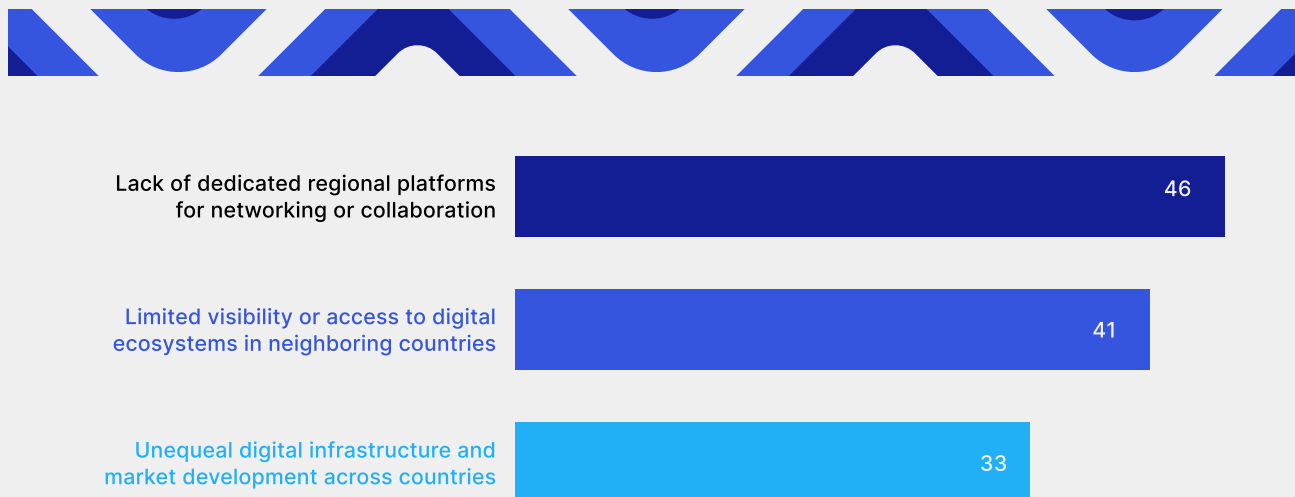 Lack of dedicated regional platforms
for networking or collaboration
46
Limited visibility or access to digital
ecosystems in neighboring countries
41
Unequeal digital infrastructure and
market development across countries
33